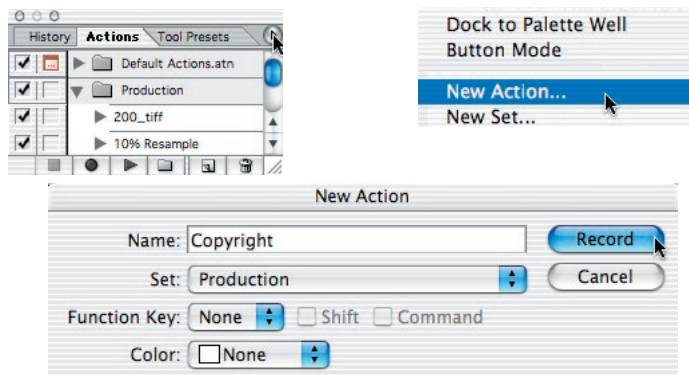 History Actions Tool Presets
Default Actions.atn
Production
200_tiff
10% Resample
Dock to Palette Well
Button Mode
New Action...
New Set...
New Action
Name: Copyright
Record
Set: Production
Cancel
Function Key: None Shift Command
Color: None